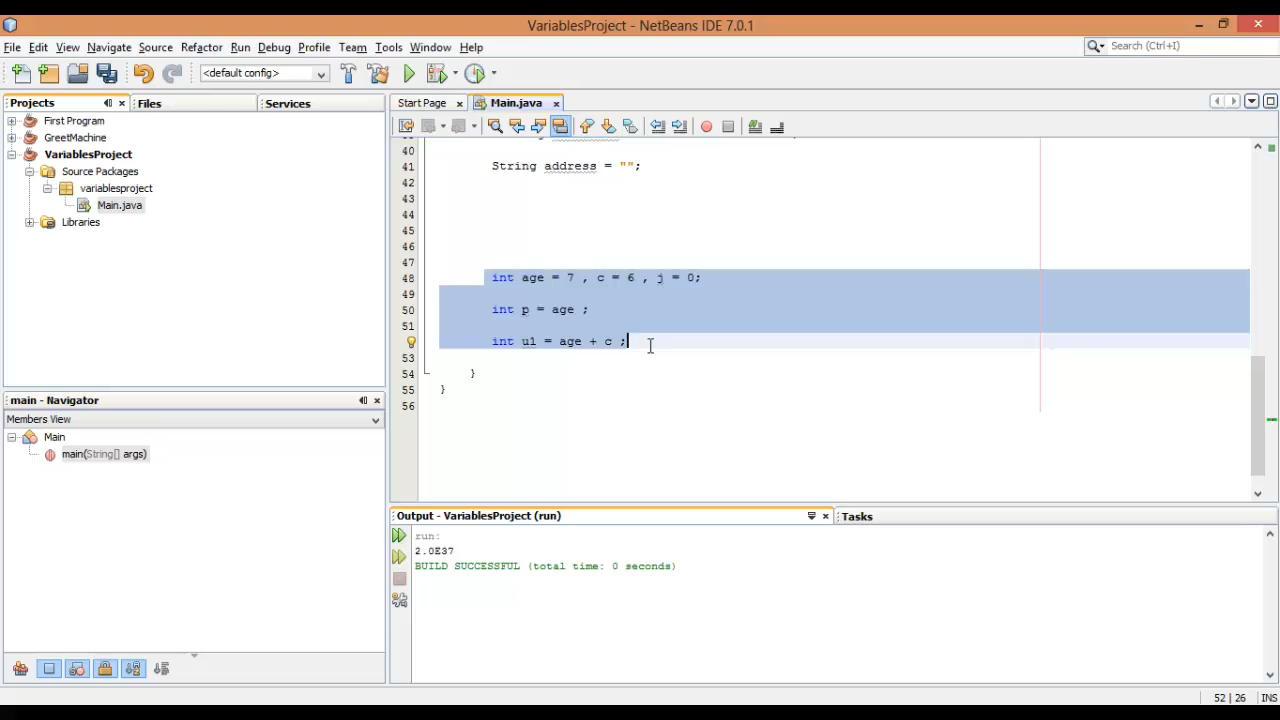 VariablesProject - NetBeans IDE 7.0.1
File Edit View Navigate Source Refactor Run Debug Profile Team Tools Window Help
Search (Ctrl+I)
<default config>
Projects Files Services
First Program
GreetMachine
VariablesProject
Source Packages
variablesproject
Main.java
Libraries
main - Navigator
Members View
Main
main(String[] args)
Start Page Main.java
40
41 String address = "";
42
43
44
45
46
47
48 int age = 7 , c = 6 , j = 0;
49
50 int p = age ;
51
int u1 = age + c ;
53
54 }
55 }
56
Output - VariablesProject (run) Tasks
run:
2.0E37
BUILD SUCCESSFUL (total time: 0 seconds)
52 | 26 INS